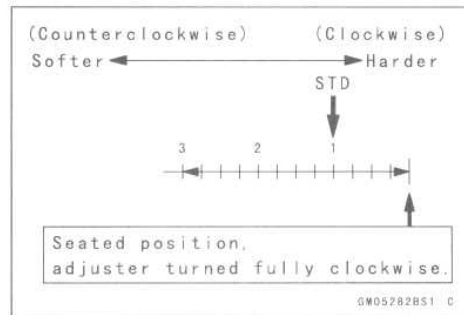 (Counterclockwise) (Clockwise)
Softer Harder
STD
3 2 1
Seated position,
adjuster turned fully clockwise.
GM05282BS1 C